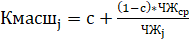 Кмасшⱼ = с + (1−с)*ЧЖср / ЧЖⱼ